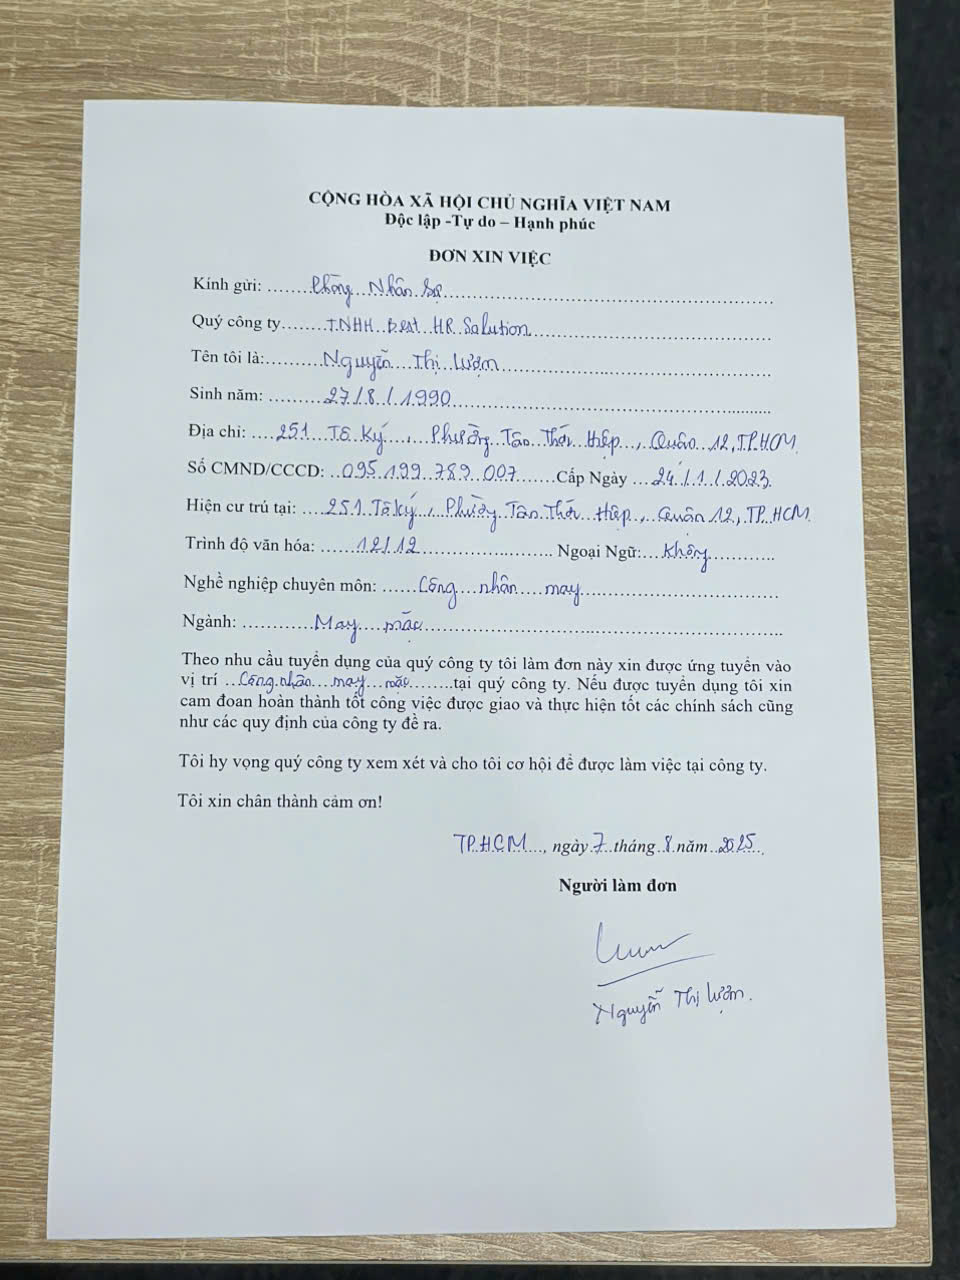 CỘNG HÒA XÃ HỘI CHỦ NGHĨA VIỆT NAM
Độc lập -Tự do – Hạnh phúc
ĐƠN XIN VIỆC
Kính gửi: ......Phòng Nhân Sự......
Quý công ty......TNHH Best HR Solution......
Tên tôi là:......Nguyễn Thị Lượm......
Sinh năm: ......27/8/1990......
Địa chỉ: ....251 Tô Ký, Phường Tân Thới Hiệp, Quận 12, TP.HCM
Số CMND/CCCD: ..095.199.789.007......Cấp Ngày ....24/1/2023
Hiện cư trú tại: ....251 Tô Ký, Phường Tân Thới Hiệp, Quận 12, TP.HCM
Trình độ văn hóa: ......12/12...... Ngoại Ngữ:...Không......
Nghề nghiệp chuyên môn: ......Công nhân may......
Ngành: ......May mặc......
Theo nhu cầu tuyển dụng của quý công ty tôi làm đơn này xin được ứng tuyển vào
vị trí ..Công nhân may mặc........tại quý công ty. Nếu được tuyển dụng tôi xin
cam đoan hoàn thành tốt công việc được giao và thực hiện tốt các chính sách cũng
như các quy định của công ty đề ra.
Tôi hy vọng quý công ty xem xét và cho tôi cơ hội để được làm việc tại công ty.
Tôi xin chân thành cảm ơn!
TP.HCM...., ngày 7 tháng 8 năm 2025
Người làm đơn
Nguyễn Thị Lượm.